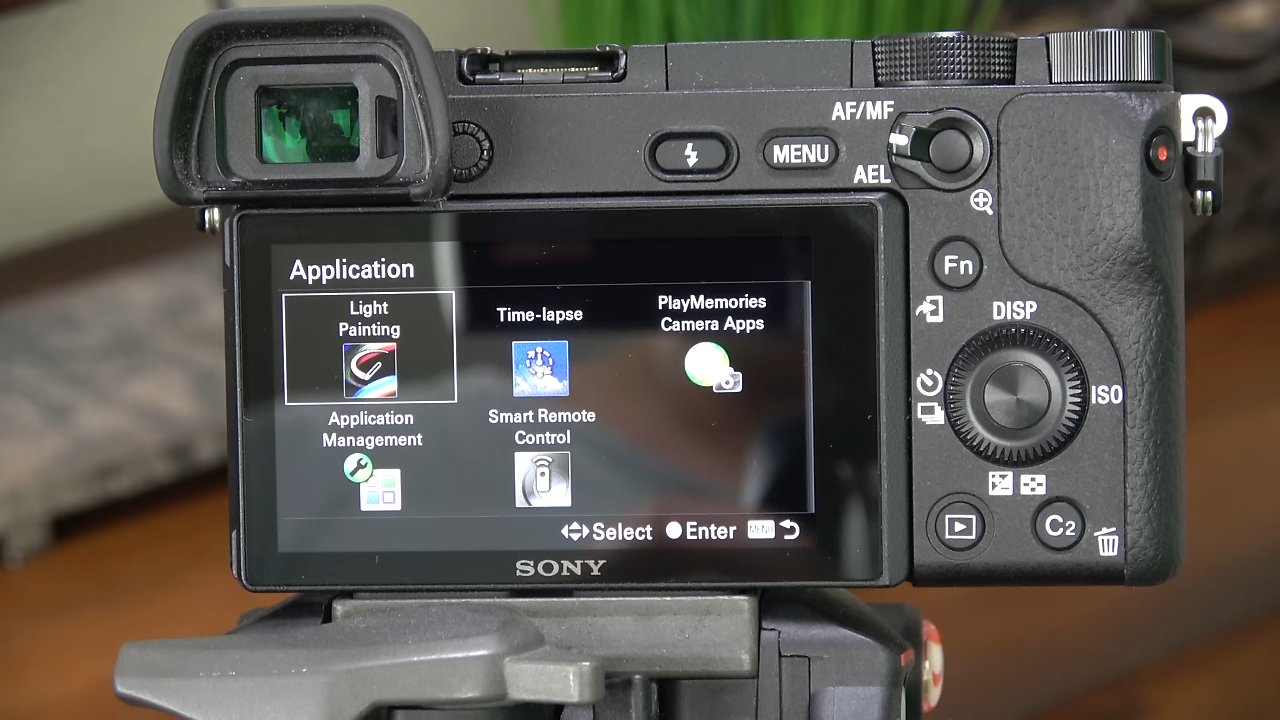 AF/MF
MENU
AEL
Fn
DISP
ISO
C2
Application
Light
Painting
Time-lapse
PlayMemories
Camera Apps
Application
Management
Smart Remote
Control
Select
Enter
MENU
SONY